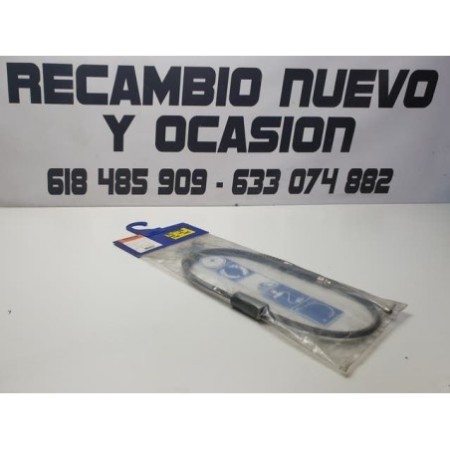 RECAMBIO NUEVO
Y OCASION
618 485 909 - 633 074 882